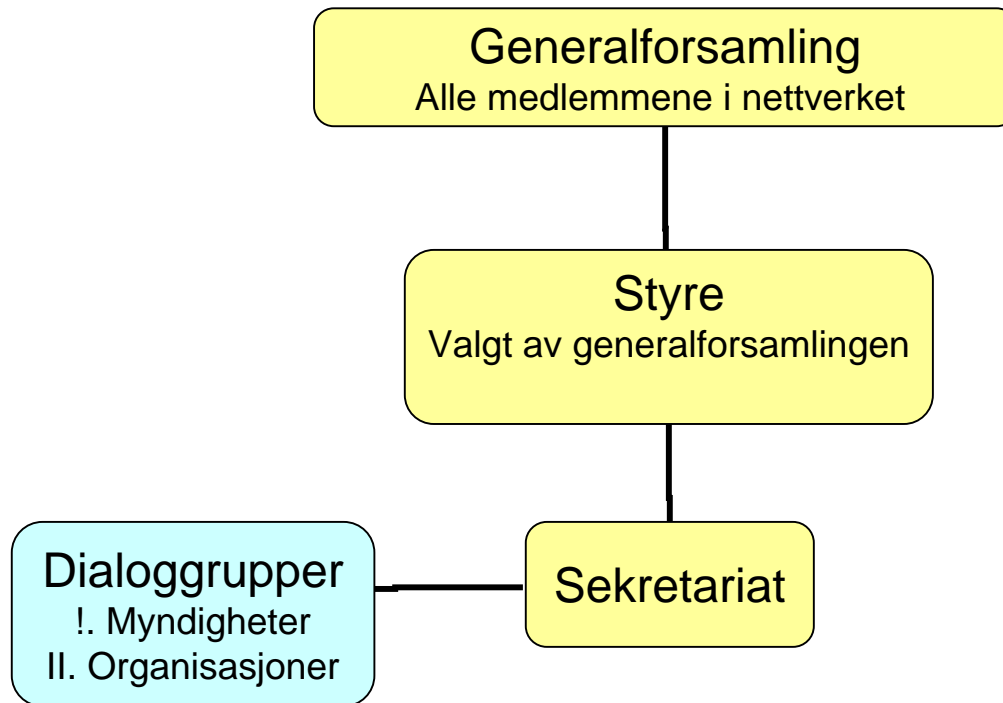 Generalforsamling
Alle medlemmene i nettverket
Styre
Valgt av generalforsamlingen
Dialoggrupper
!. Myndigheter
II. Organisasjoner
Sekretariat